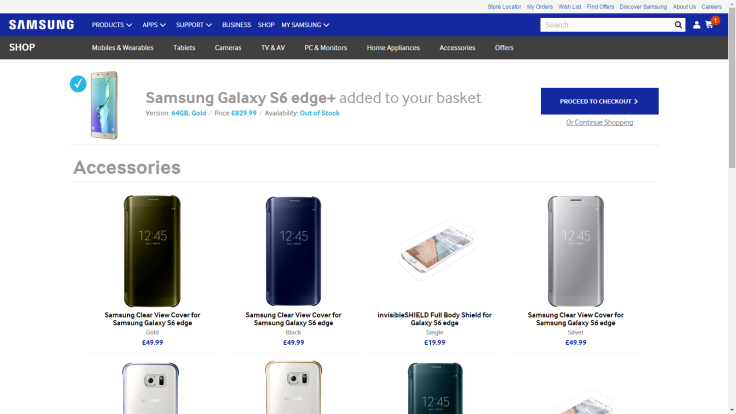 Store Locator My Orders Wish List Find Offers Discover Samsung About Us Careers
SAMSUNG PRODUCTS APPS SUPPORT BUSINESS SHOP MY SAMSUNG Search 1
SHOP Mobiles & Wearables Tablets Cameras TV & AV PC & Monitors Home Appliances Accessories Offers
Samsung Galaxy S6 edge+ added to your basket
Version: 64GB, Gold / Price £829.99 / Availability: Out of Stock
PROCEED TO CHECKOUT
Or Continue Shopping
Accessories
12:45 12:45 12:45
Samsung Clear View Cover for Samsung Clear View Cover for invisibleSHIELD Full Body Shield for Samsung Clear View Cover for
Samsung Galaxy S6 edge Samsung Galaxy S6 edge Galaxy S6 edge Samsung Galaxy S6 edge
Gold Black Single Silver
£49.99 £49.99 £19.99 £49.99